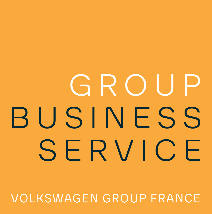 GROUP
BUSINESS
SERVICE
VOLKSWAGEN GROUP FRANCE